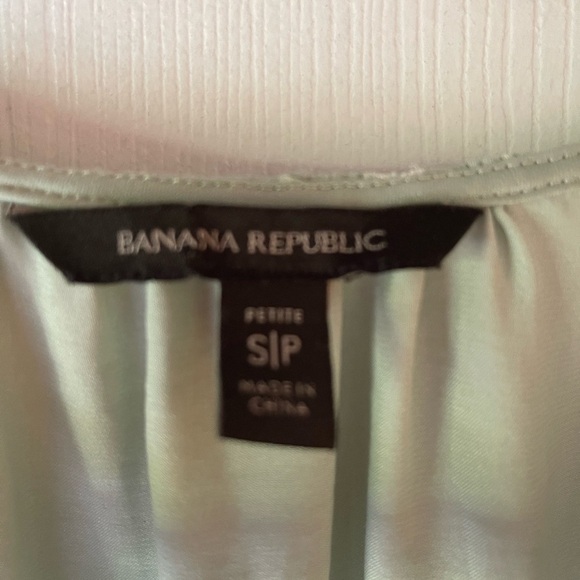 BANANA REPUBLIC
PETITE
S|P
MADE IN
CHINA